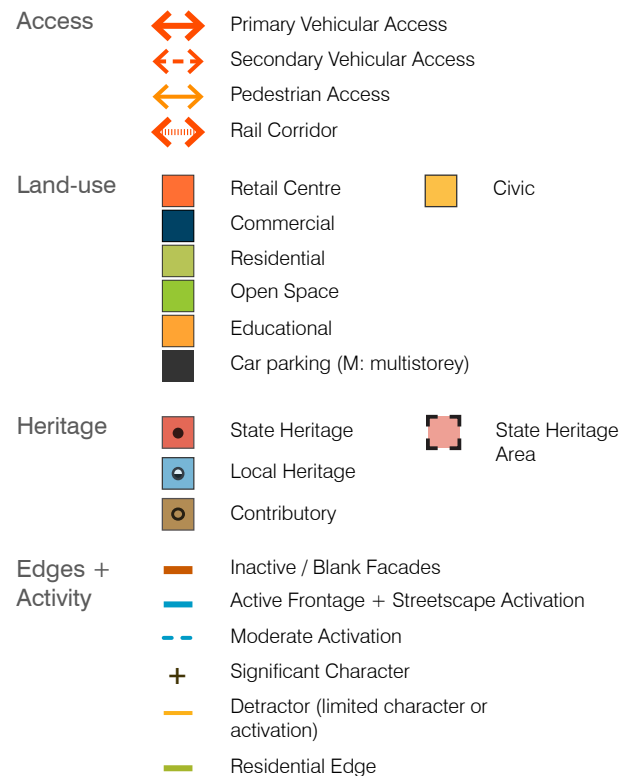 Access
Primary Vehicular Access
Secondary Vehicular Access
Pedestrian Access
Rail Corridor
Land-use
Retail Centre
Civic
Commercial
Residential
Open Space
Educational
Car parking (M: multistorey)
Heritage
State Heritage
State Heritage
Area
Local Heritage
Contributory
Edges +
Activity
Inactive / Blank Facades
Active Frontage + Streetscape Activation
Moderate Activation
Significant Character
Detractor (limited character or
activation)
Residential Edge